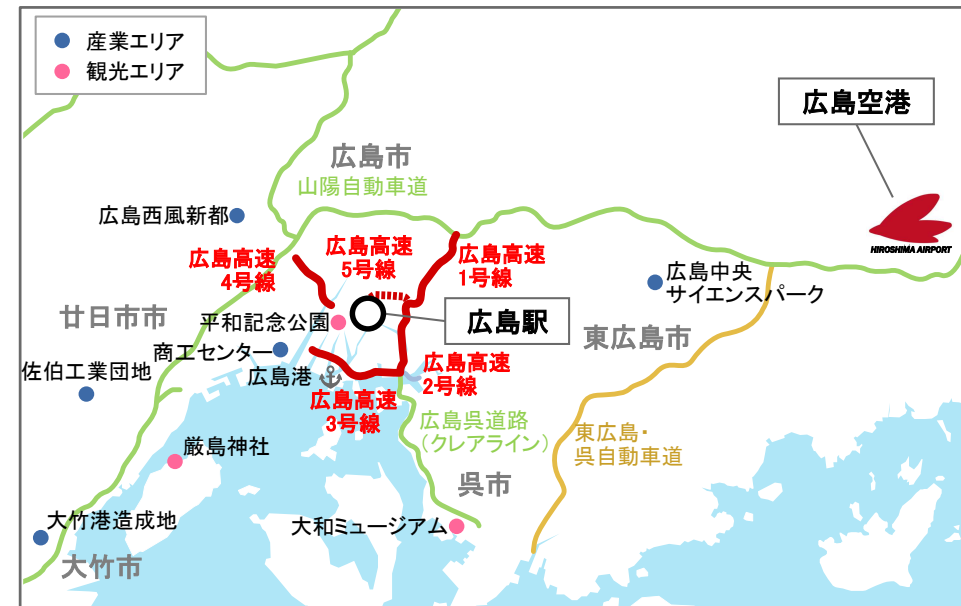 産業エリア
観光エリア
広島空港
広島市
山陽自動車道
HIROSHIMA AIRPORT
広島西風新都
広島高速
4号線
広島高速
5号線
広島高速
1号線
広島中央
サイエンスパーク
廿日市市
平和記念公園
広島駅
東広島市
商工センター
佐伯工業団地
広島港
広島高速
2号線
広島高速
3号線
広島呉道路
（クレアライン）
東広島・
呉自動車道
厳島神社
呉市
大竹港造成地
大和ミュージアム
大竹市